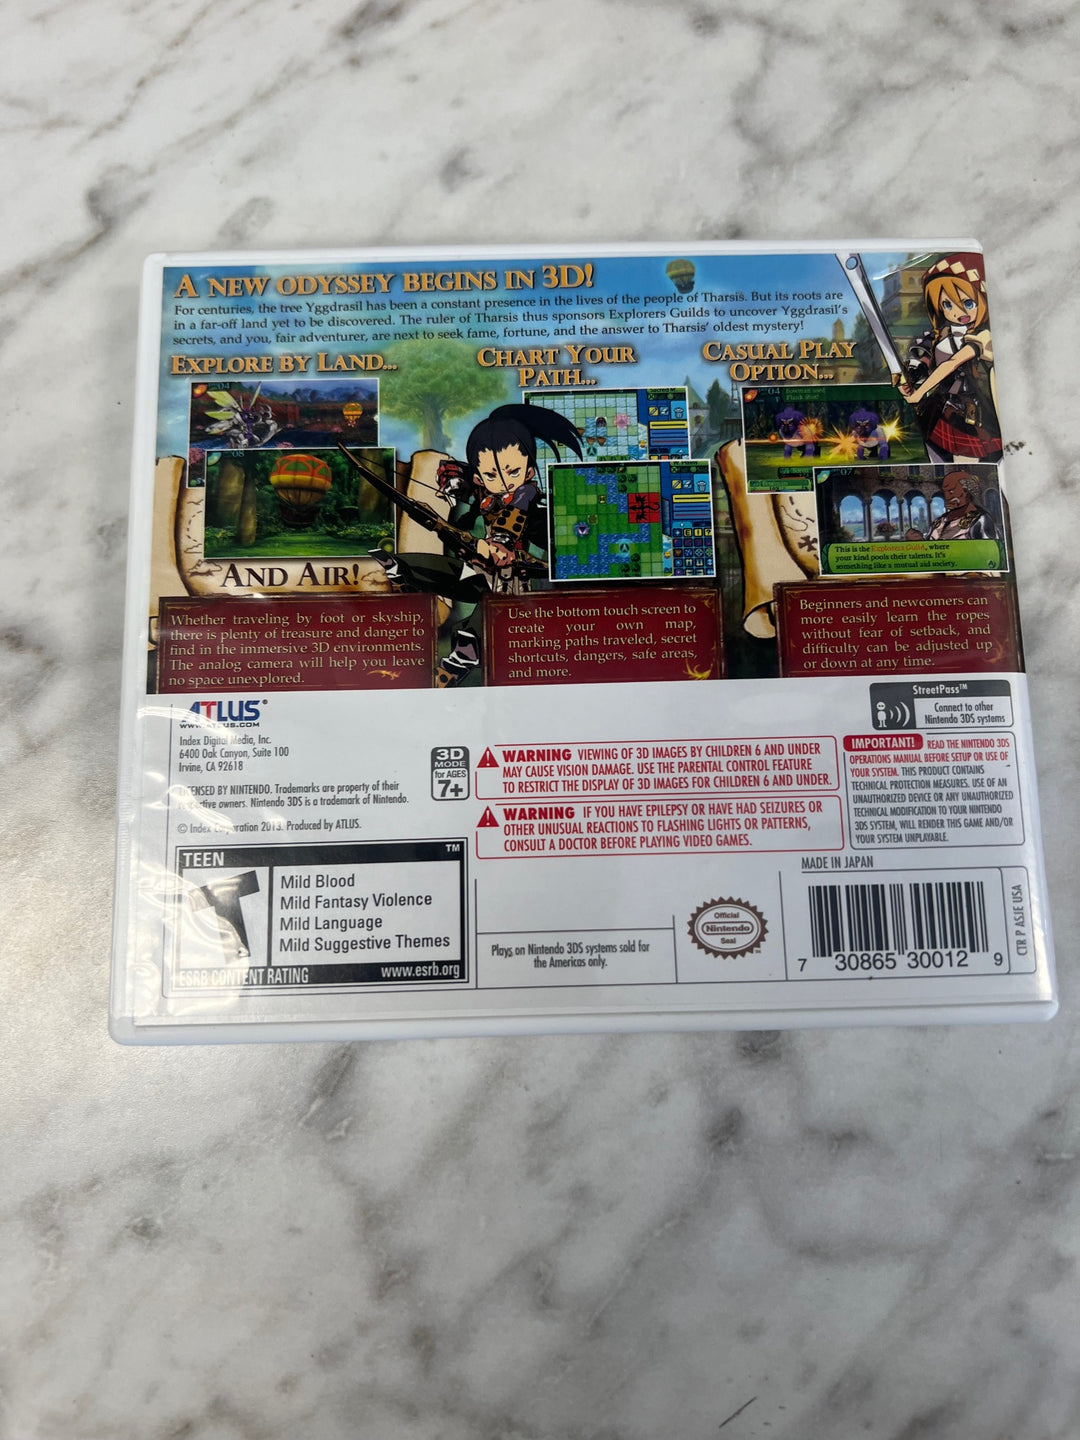 A NEW ODYSSEY BEGINS IN 3D!
For centuries, the tree Yggdrasil has been a constant presence in the lives of the people of Tharsis. But its roots are
in a far-off land yet to be discovered. The ruler of Tharsis thus sponsors Explorers Guilds to uncover Yggdrasil's
secrets, and you, fair adventurer, are next to seek fame, fortune, and the answer to Tharsis' oldest mystery!
EXPLORE BY LAND...
AND AIR!
Whether traveling by foot or skyship,
there is plenty of treasure and danger to
find in the immersive 3D environments.
The analog camera will help you leave
no space unexplored.
CHART YOUR
PATH...
Use the bottom touch screen to
create your own map,
marking paths traveled, secret
shortcuts, dangers, safe areas,
and more.
CASUAL PLAY
OPTION...
This is the Explorers Guild, where
your kind pools their talents. It's
something like a mutual aid society.
Beginners and newcomers can
more easily learn the ropes
without fear of setback, and
difficulty can be adjusted up
or down at any time.
ATLUS®
WWW.ATLUS.COM
Index Digital Media, Inc.
6400 Oak Canyon, Suite 100
Irvine, CA 92618
LICENSED BY NINTENDO. Trademarks are property of their
respective owners. Nintendo 3DS is a trademark of Nintendo.
© Index Corporation 2013. Produced by ATLUS.
3D
MODE
for AGES
7+
WARNING VIEWING OF 3D IMAGES BY CHILDREN 6 AND UNDER
MAY CAUSE VISION DAMAGE. USE THE PARENTAL CONTROL FEATURE
TO RESTRICT THE DISPLAY OF 3D IMAGES FOR CHILDREN 6 AND UNDER.
WARNING IF YOU HAVE EPILEPSY OR HAVE HAD SEIZURES OR
OTHER UNUSUAL REACTIONS TO FLASHING LIGHTS OR PATTERNS,
CONSULT A DOCTOR BEFORE PLAYING VIDEO GAMES.
StreetPass™
Connect to other
Nintendo 3DS systems
IMPORTANT! READ THE NINTENDO 3DS
OPERATIONS MANUAL BEFORE SETUP OR USE OF
YOUR SYSTEM. THIS PRODUCT CONTAINS
TECHNICAL PROTECTION MEASURES. USE OF AN
UNAUTHORIZED DEVICE OR ANY UNAUTHORIZED
TECHNICAL MODIFICATION TO YOUR NINTENDO
3DS SYSTEM, WILL RENDER THIS GAME AND/OR
YOUR SYSTEM UNPLAYABLE.
TEEN
TM
T
Mild Blood
Mild Fantasy Violence
Mild Language
Mild Suggestive Themes
ESRB CONTENT RATING
www.esrb.org
Plays on Nintendo 3DS systems sold for
the Americas only.
Official
Nintendo
Seal
MADE IN JAPAN
7 30865 30012 9
CTR P ASJE USA